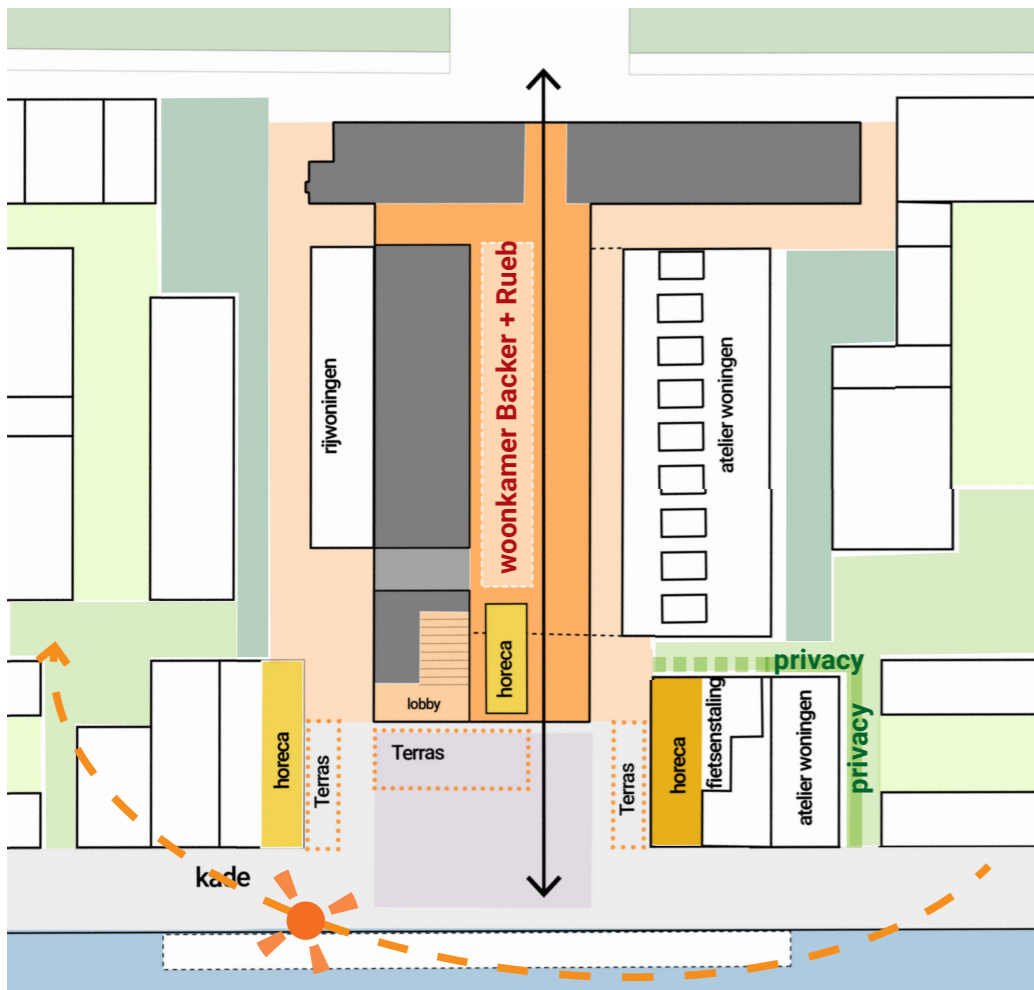 woonkamer Backer + Rueb
rijwoningen
atelier woningen
horeca
lobby
privacy
horeca
Terras
Terras
Terras
horeca
fietsenstaling
atelier woningen
privacy
kade